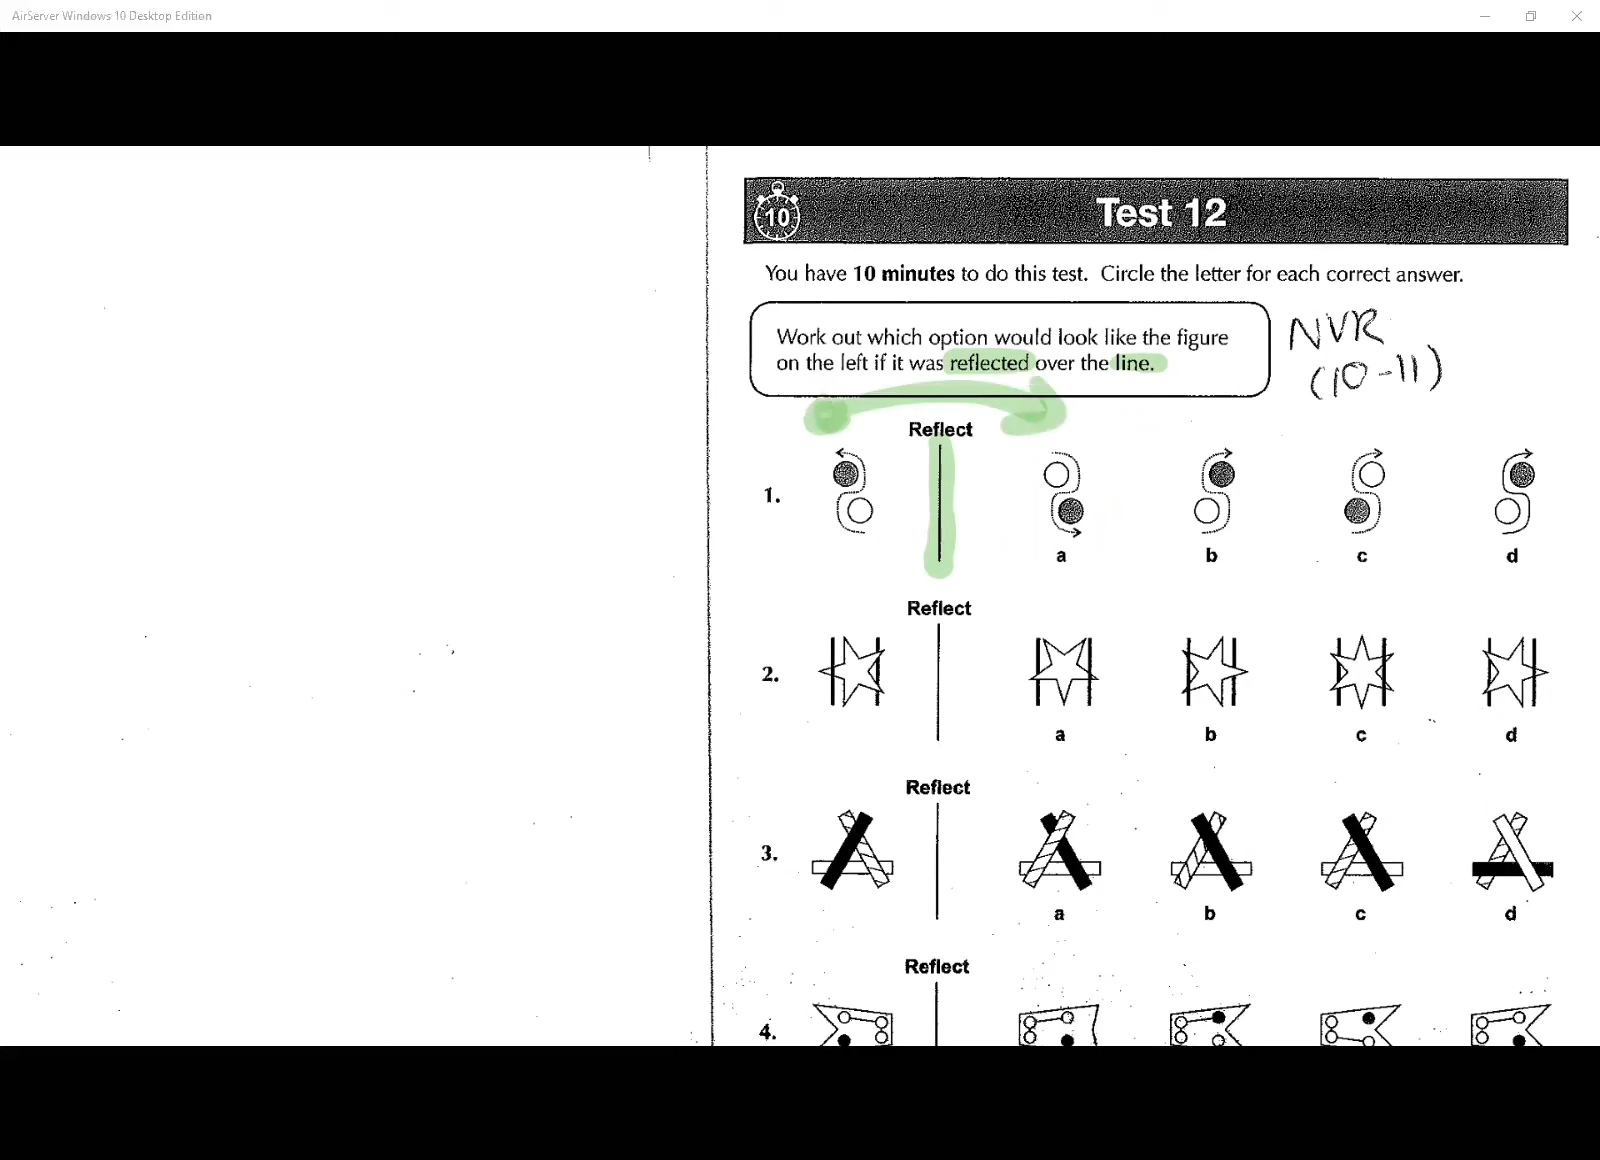 AirServer Windows 10 Desktop Edition
10
Test 12
You have 10 minutes to do this test. Circle the letter for each correct answer.
Work out which option would look like the figure
on the left if it was reflected over the line.
NVR
(10-11)
Reflect
1.
a b c d
Reflect
2.
a b c d
Reflect
3.
a b c d
Reflect
4.